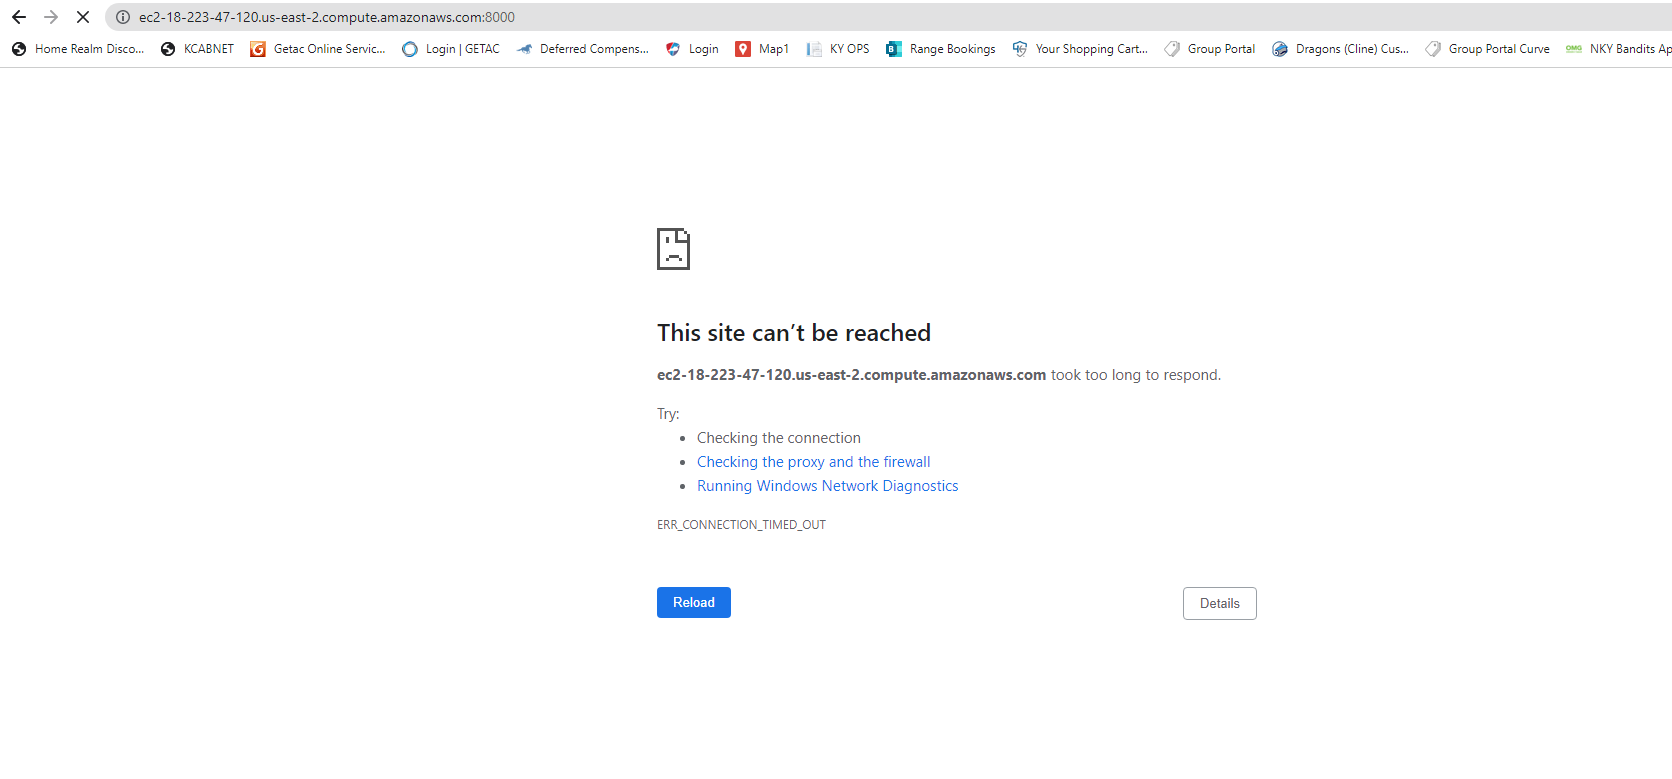 ec2-18-223-47-120.us-east-2.compute.amazonaws.com:8000
Home Realm Disco... KCABNET Getac Online Servic... Login | GETAC Deferred Compens... Login Map1 KY OPS Range Bookings Your Shopping Cart... Group Portal Dragons (Cline) Cus... Group Portal Curve NKY Bandits Ap
This site can’t be reached
ec2-18-223-47-120.us-east-2.compute.amazonaws.com took too long to respond.
Try:
Checking the connection
Checking the proxy and the firewall
Running Windows Network Diagnostics
ERR_CONNECTION_TIMED_OUT
Reload Details